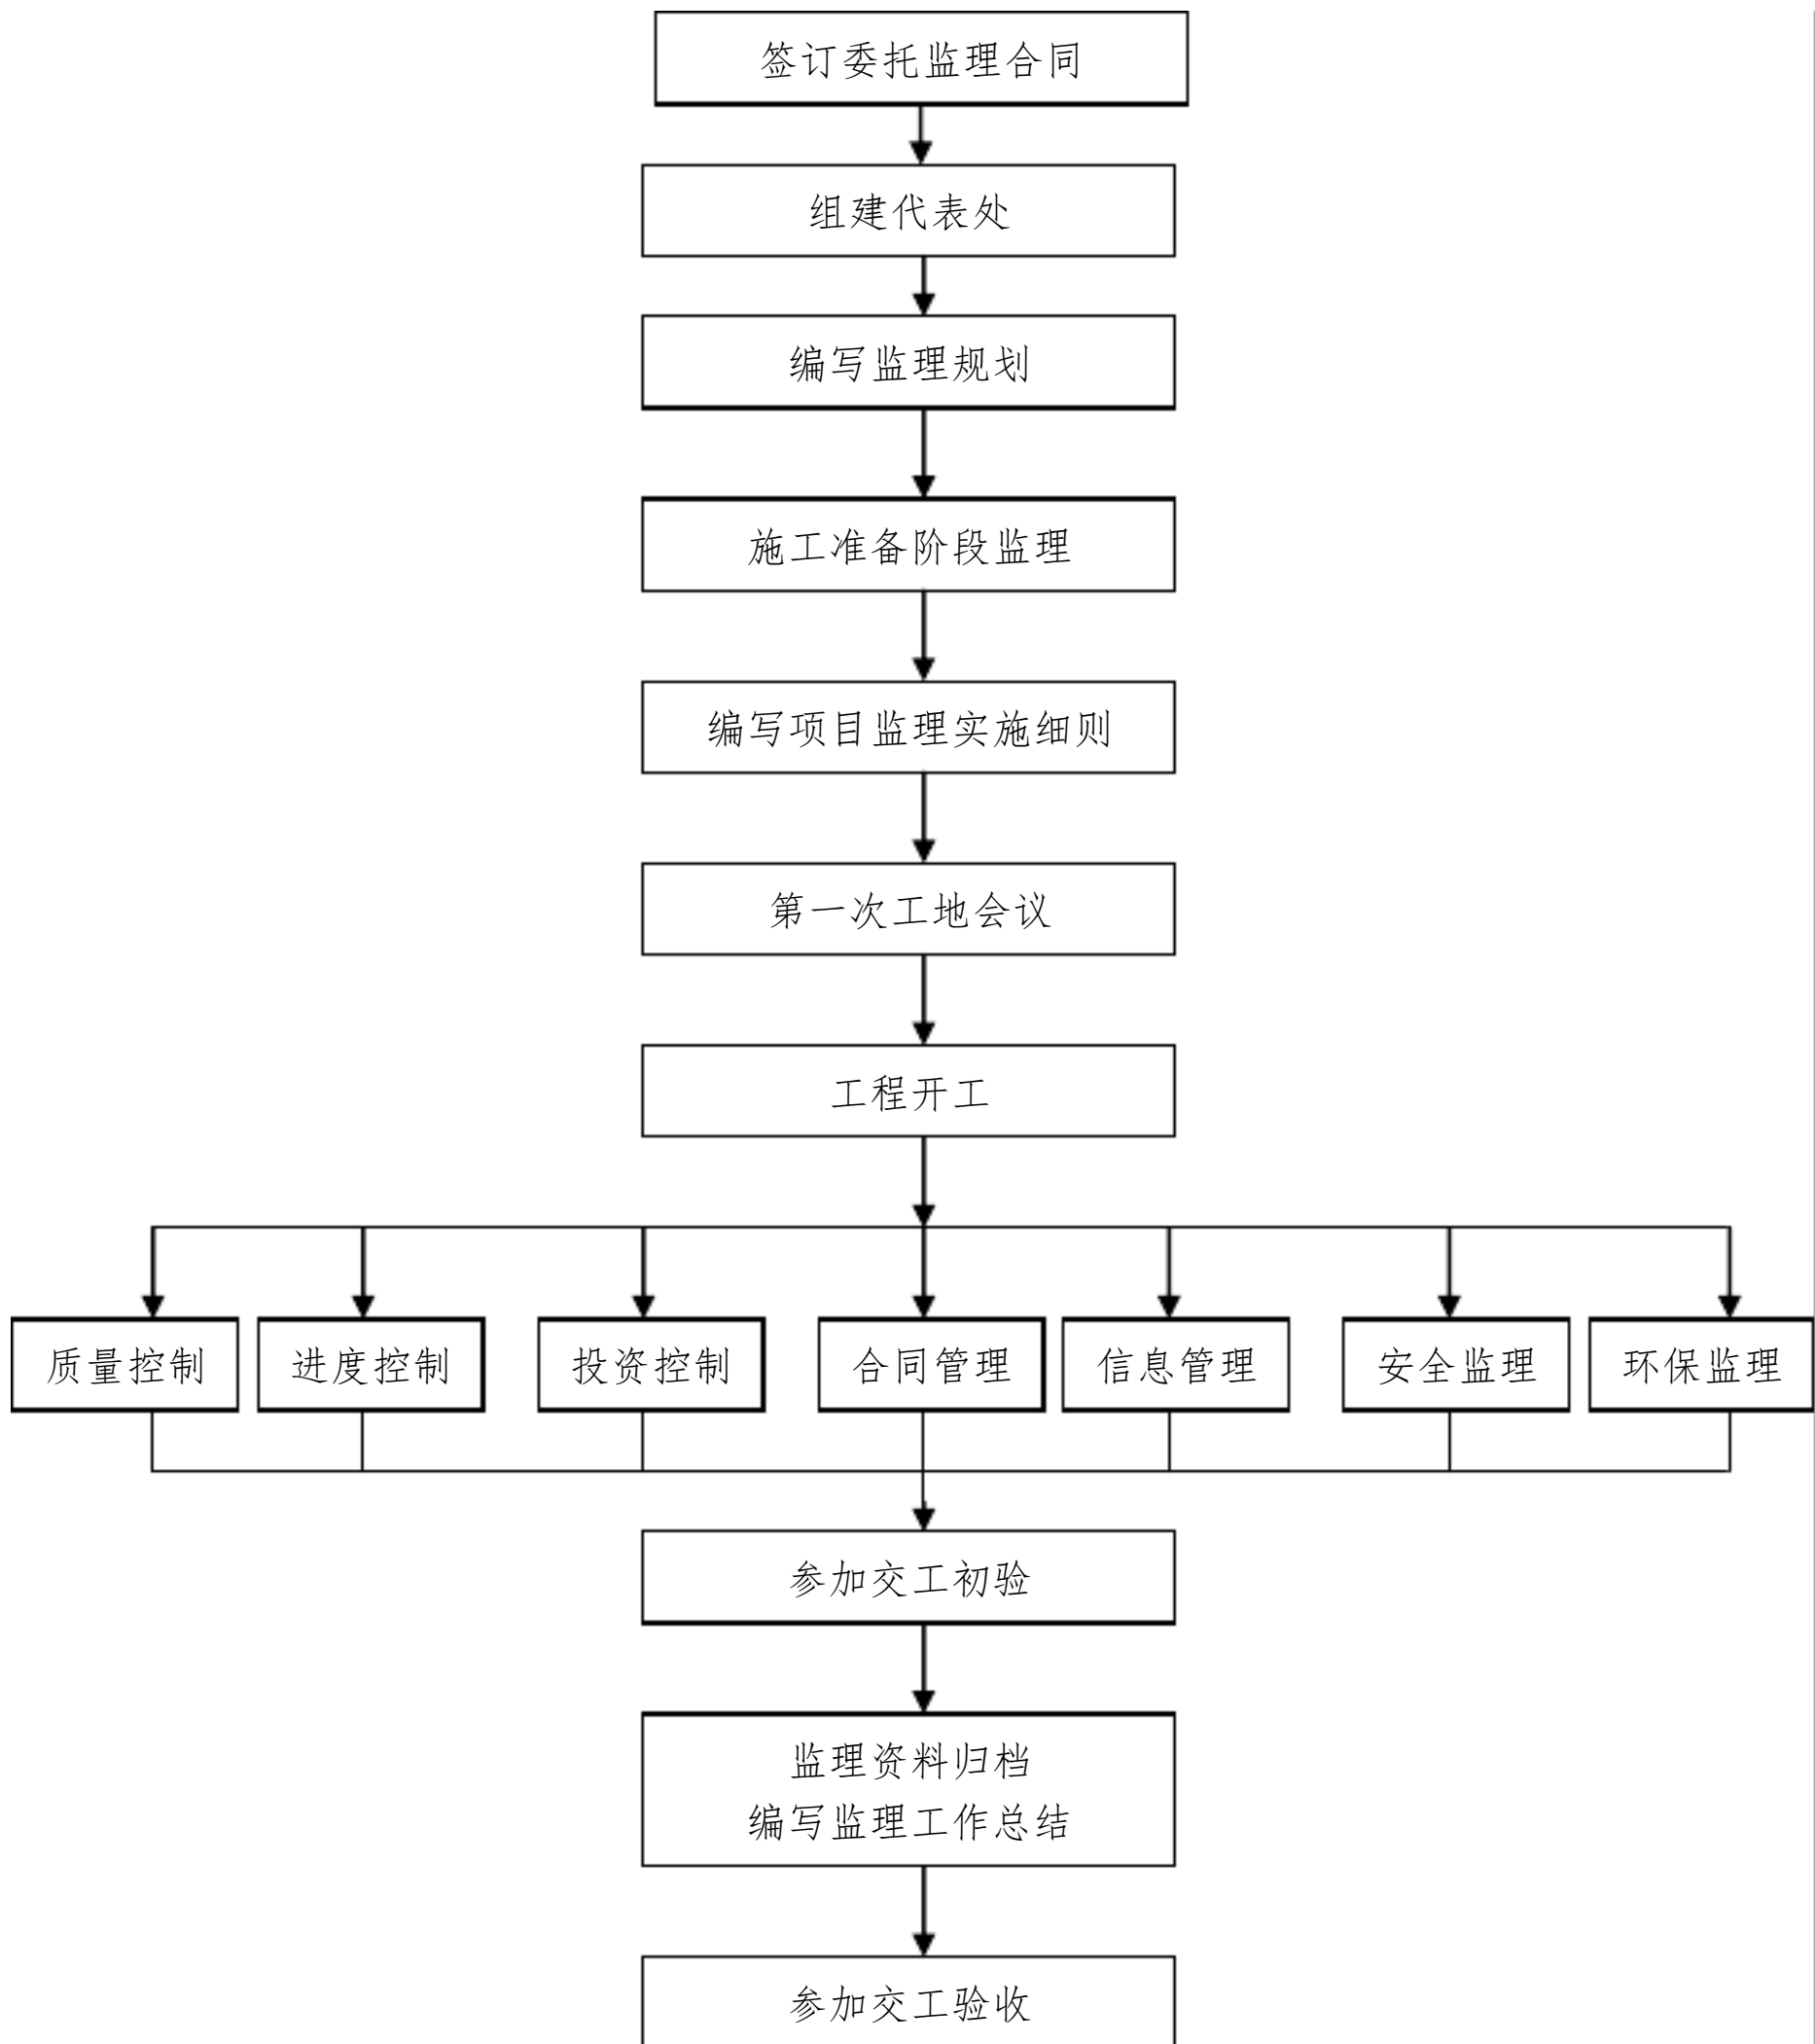 签订委托监理合同
组建代表处
编写监理规划
施工准备阶段监理
编写项目监理实施细则
第一次工地会议
工程开工
质量控制
进度控制
投资控制
合同管理
信息管理
安全监理
环保监理
参加交工初验
监理资料归档
编写监理工作总结
参加交工验收